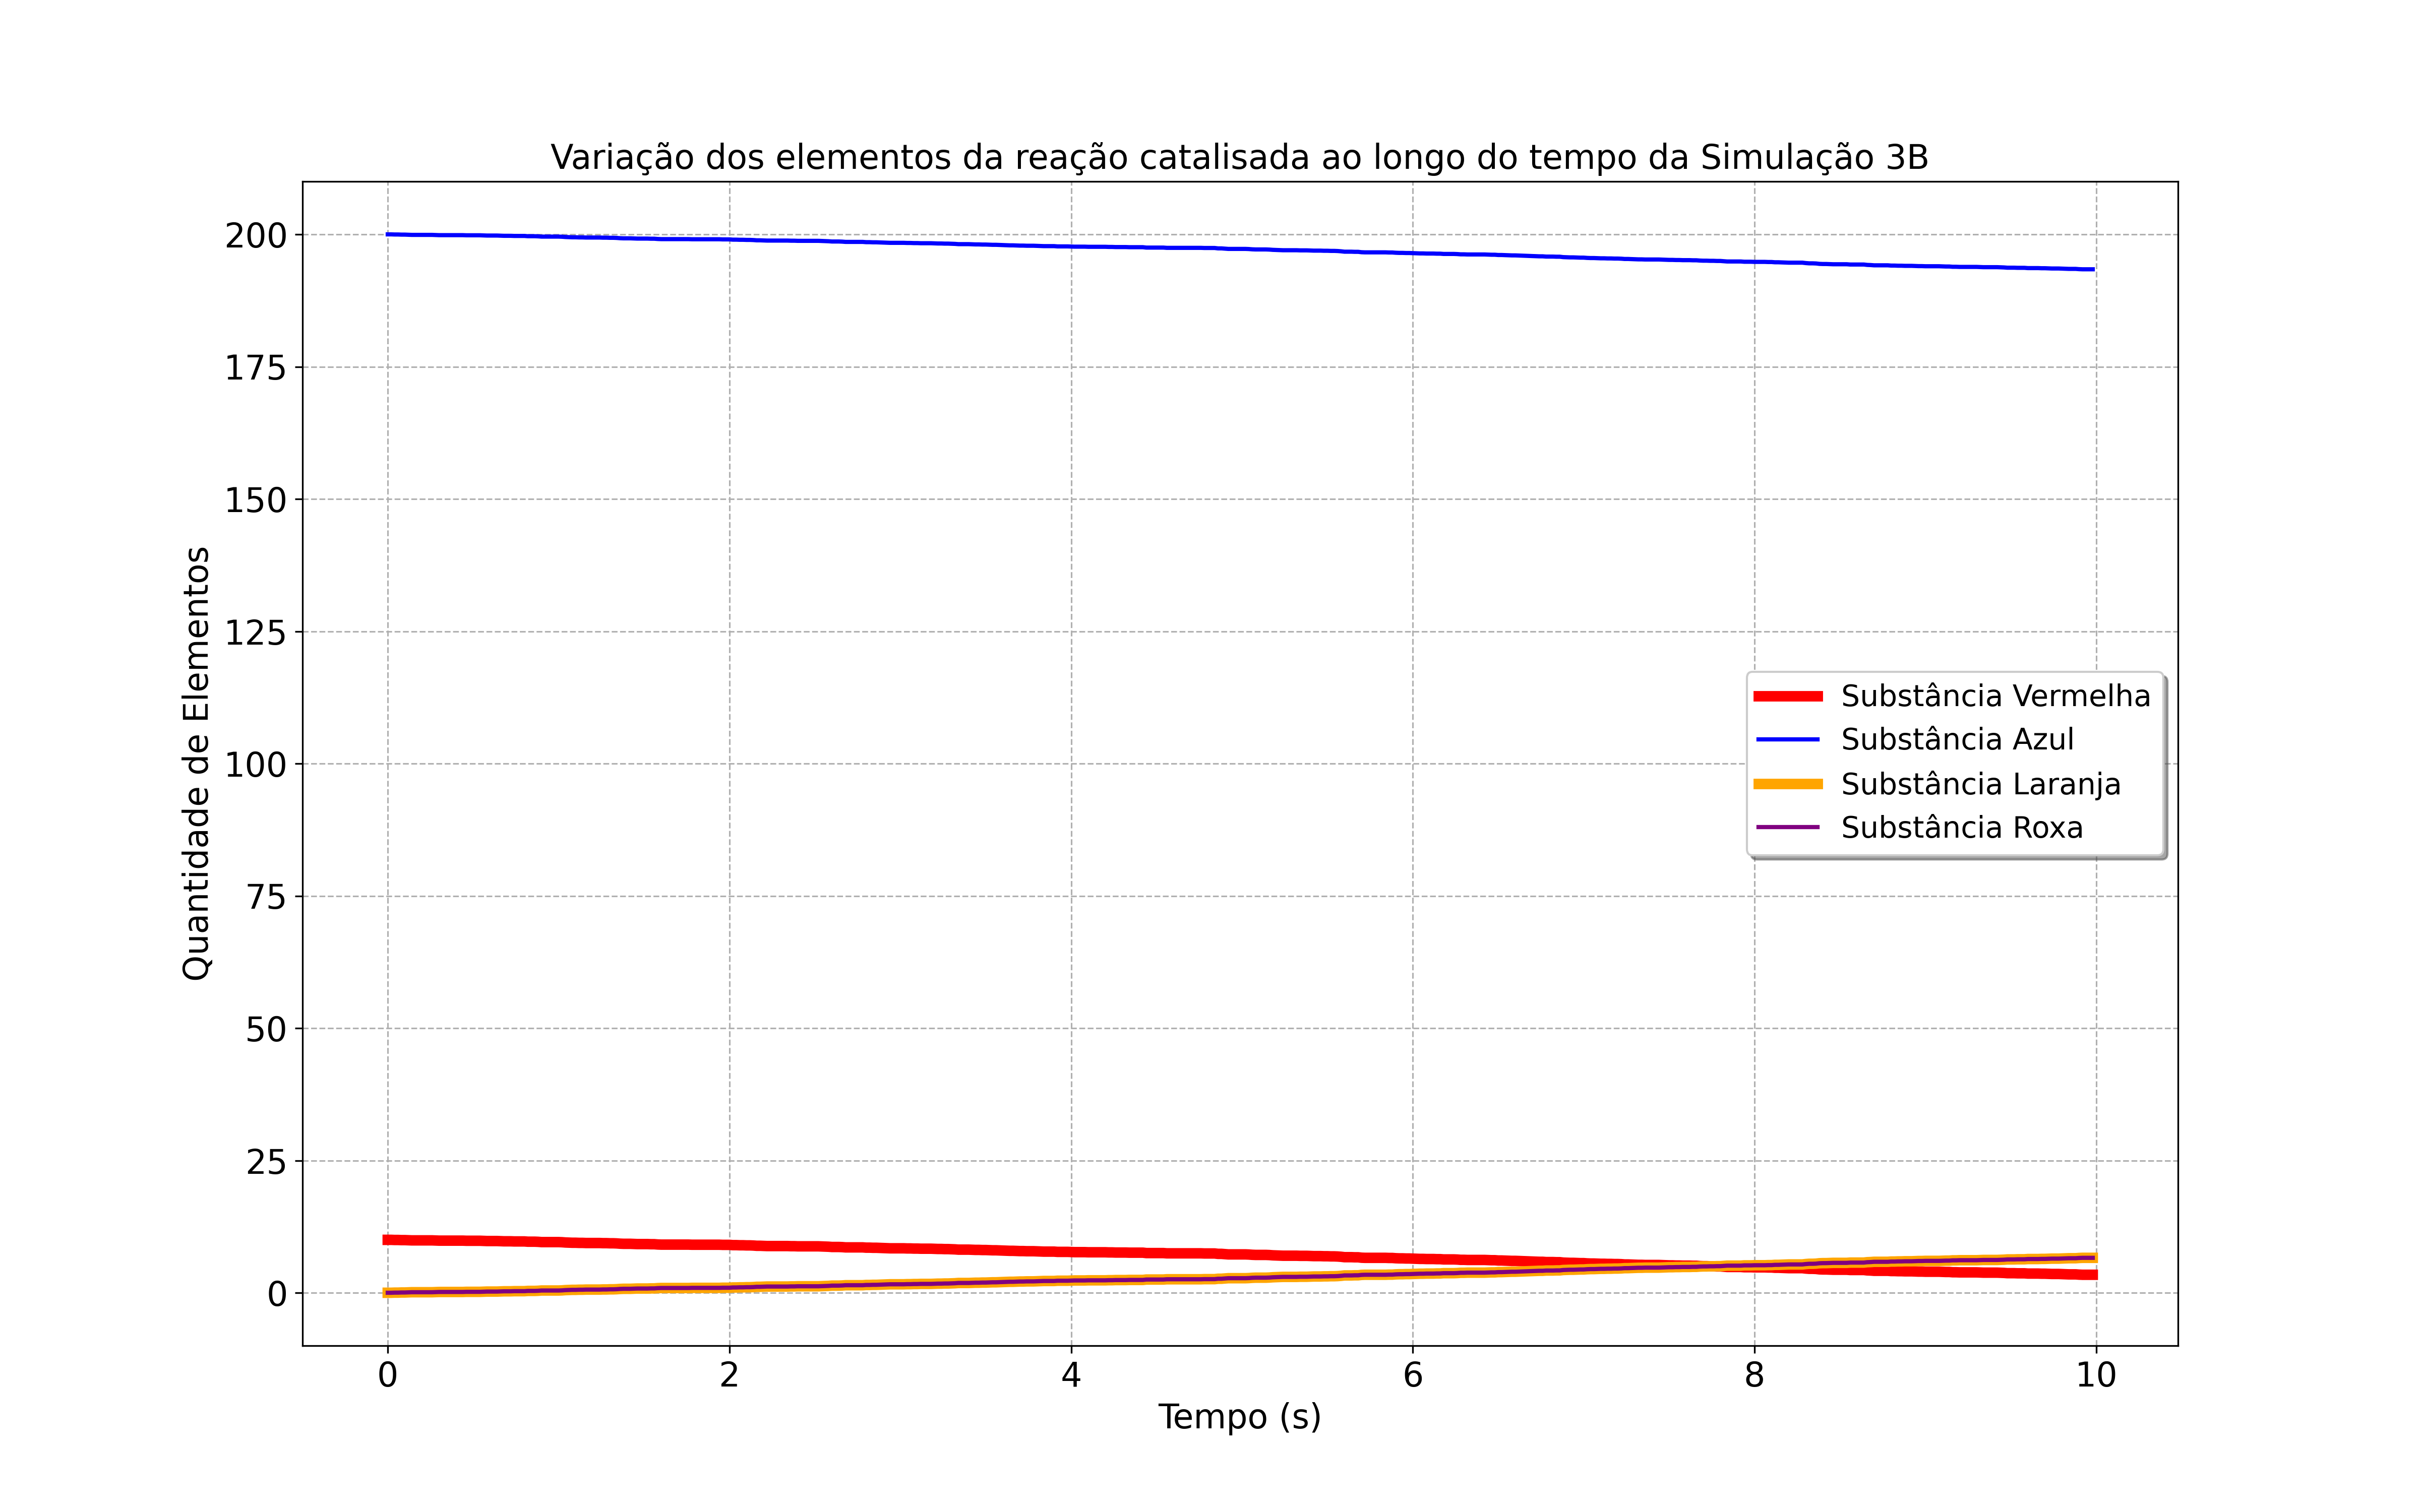 Variação dos elementos da reação catalisada ao longo do tempo da Simulação 3B
Quantidade de Elementos
200
175
150
125
100
75
50
25
0
Substância Vermelha
Substância Azul
Substância Laranja
Substância Roxa
0 2 4 6 8 10
Tempo (s)